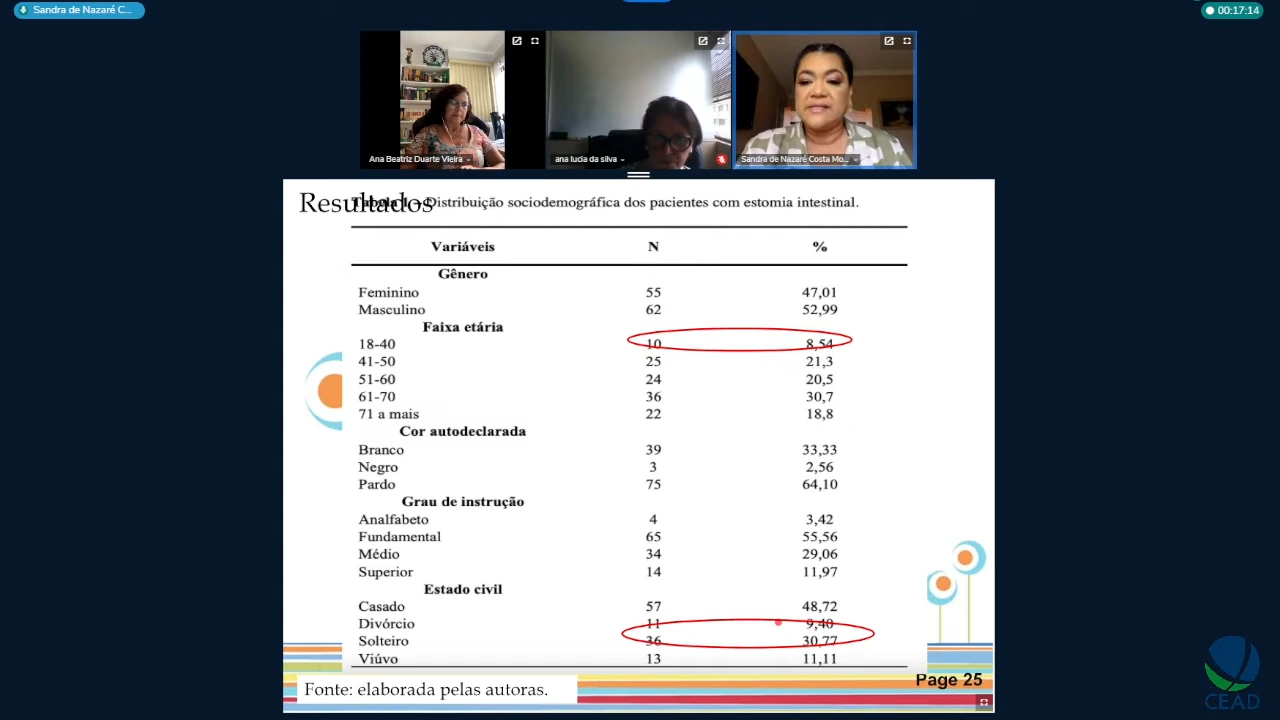 Sandra de Nazaré C...
00:17:14
Ana Beatriz Duarte Vieira
ana lucia da silva
Sandra de Nazaré Costa Mo...
Resultados
Tabela 1 – Distribuição sociodemográfica dos pacientes com estomia intestinal.
Variáveis N %
Gênero
Feminino 55 47,01
Masculino 62 52,99
Faixa etária
18-40 10 8,54
41-50 25 21,3
51-60 24 20,5
61-70 36 30,7
71 a mais 22 18,8
Cor autodeclarada
Branco 39 33,33
Negro 3 2,56
Pardo 75 64,10
Grau de instrução
Analfabeto 4 3,42
Fundamental 65 55,56
Médio 34 29,06
Superior 14 11,97
Estado civil
Casado 57 48,72
Divórcio 11 9,40
Solteiro 36 30,77
Viúvo 13 11,11
Fonte: elaborada pelas autoras.
Page 25
CEAD